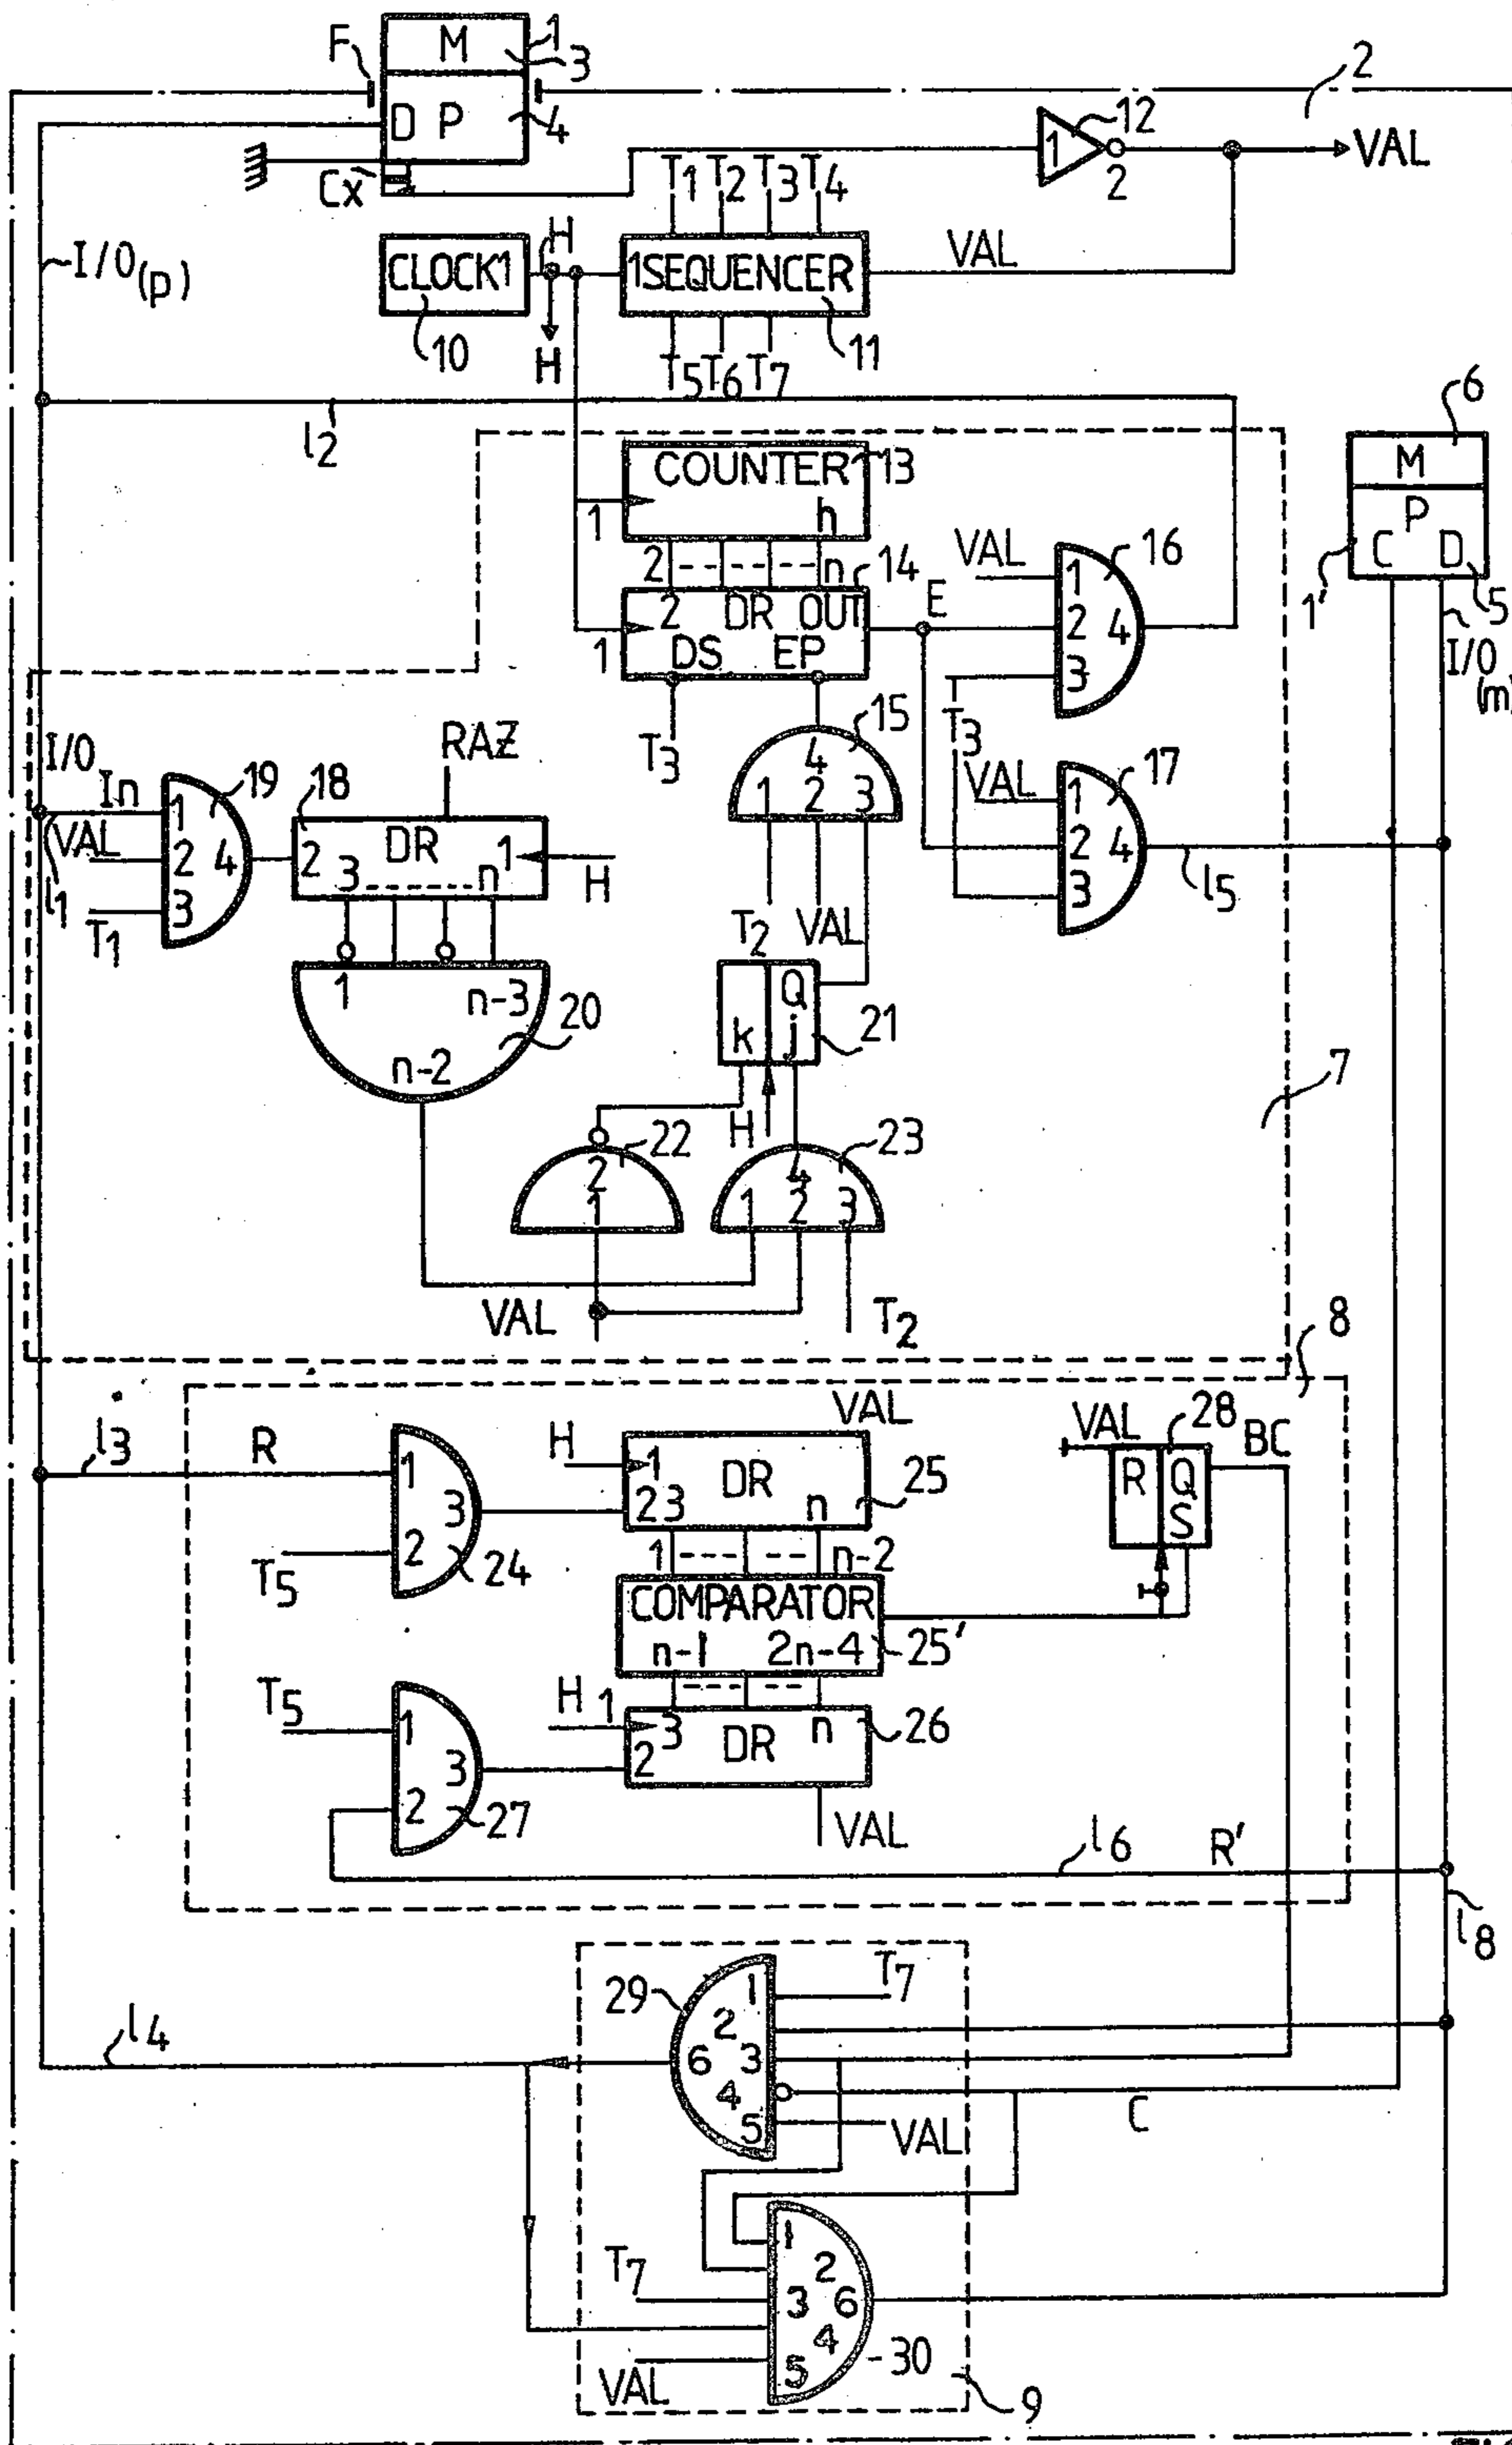 M 1
3
F
D P 4
Cx
1 12
2
2
VAL
T1 T2 T3 T4
H
CLOCK1
10
H
1SEQUENCER
11
VAL
T5 T6 T7
I/O(p)
l2
COUNTER 13
1
h
2 n
14
2 DR OUT
1
DS EP
E
VAL
1 16
2 4
3
T3
T3
VAL
1 17
2 4
3
l5
6
M
P
C D
1' 5
I/O
(m)
I/O
In
VAL
l1
T1
1 19
2 4
3
RAZ
18
2 DR 1
3 n
H
1 n-3
20
n-2
15
4
1 2 3
T2 VAL
Q
k j
21
H
22
2
1
23
4
1 2 3
VAL
T2
7
8
l3
R
1
3
2
24
T5
VAL
H
1
DR
23 n
25
1 n-2
COMPARATOR
n-1 2n-4 25'
VAL
28
BC
R Q
S
T5
1
3
2
27
H 1
3 DR n
2
26
VAL
l6
R'
l8
29
1
2
6 3
4
5
T7
VAL
C
l4
T7
1
2
3 6
4
5
30
VAL
9